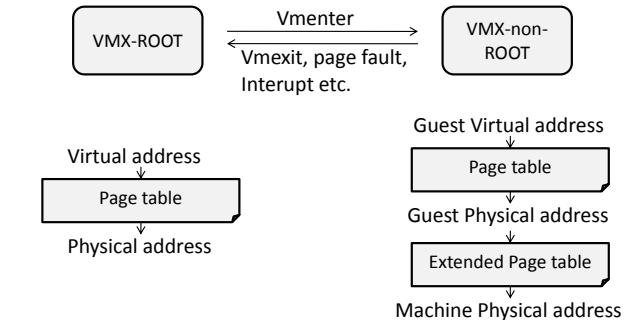 Vmenter
VMX-ROOT
VMX-non-
ROOT
Vmexit, page fault,
Interupt etc.
Guest Virtual address
Virtual address
Page table
Page table
Guest Physical address
Physical address
Extended Page table
Machine Physical address